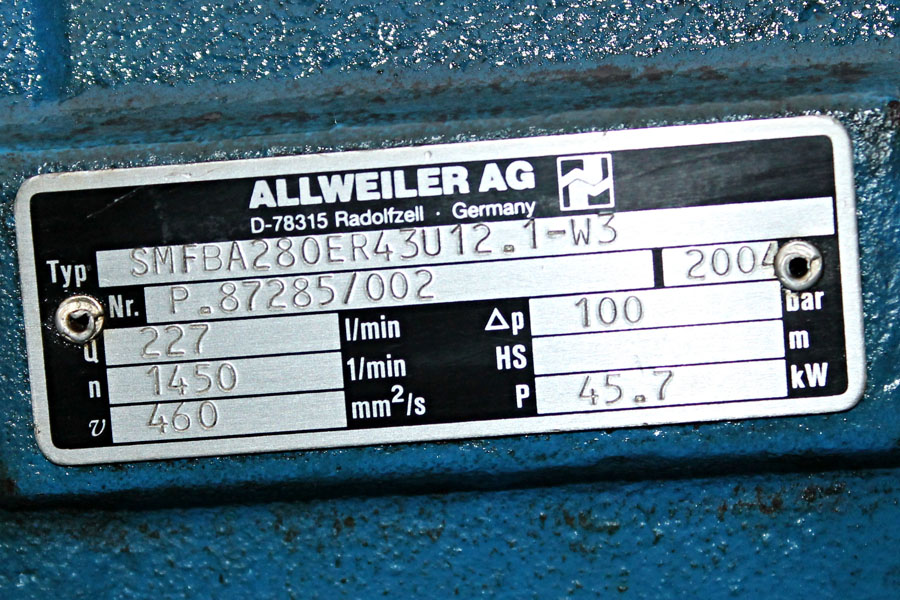 ALLWEILER AG
D-78315 Radolfzell · Germany
Typ SMFBA280ER43U12.1-W3
Nr. P.87285/002 2004
Q 227 l/min Δp 100 bar
n 1450 1/min HS m
v 460 mm²/s P 45.7 kW